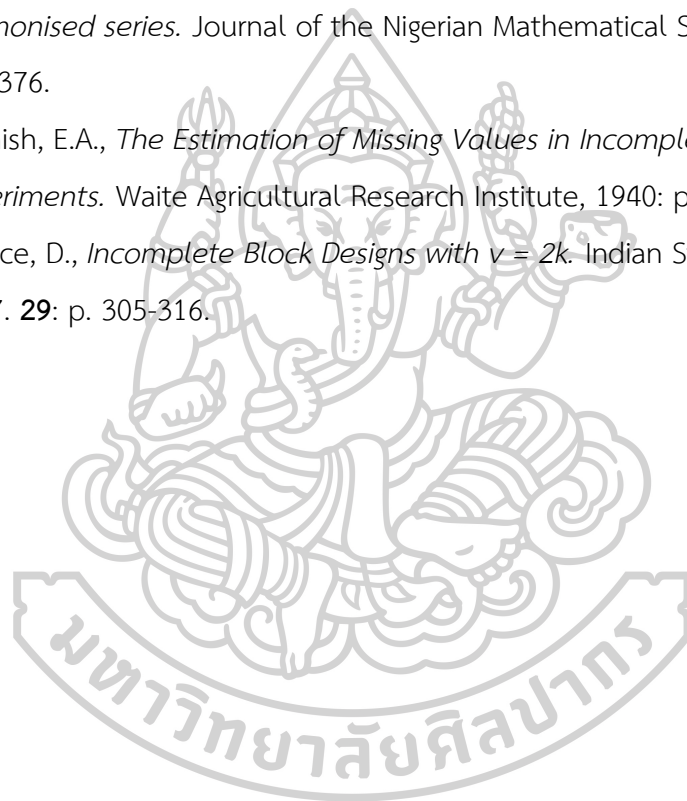 monised series. Journal of the Nigerian Mathematical S
376.
ish, E.A., The Estimation of Missing Values in Incomple
eriments. Waite Agricultural Research Institute, 1940: p
ce, D., Incomplete Block Designs with v = 2k. Indian S
. 29: p. 305-316.
มหาวิทยาลัยศิลปากร